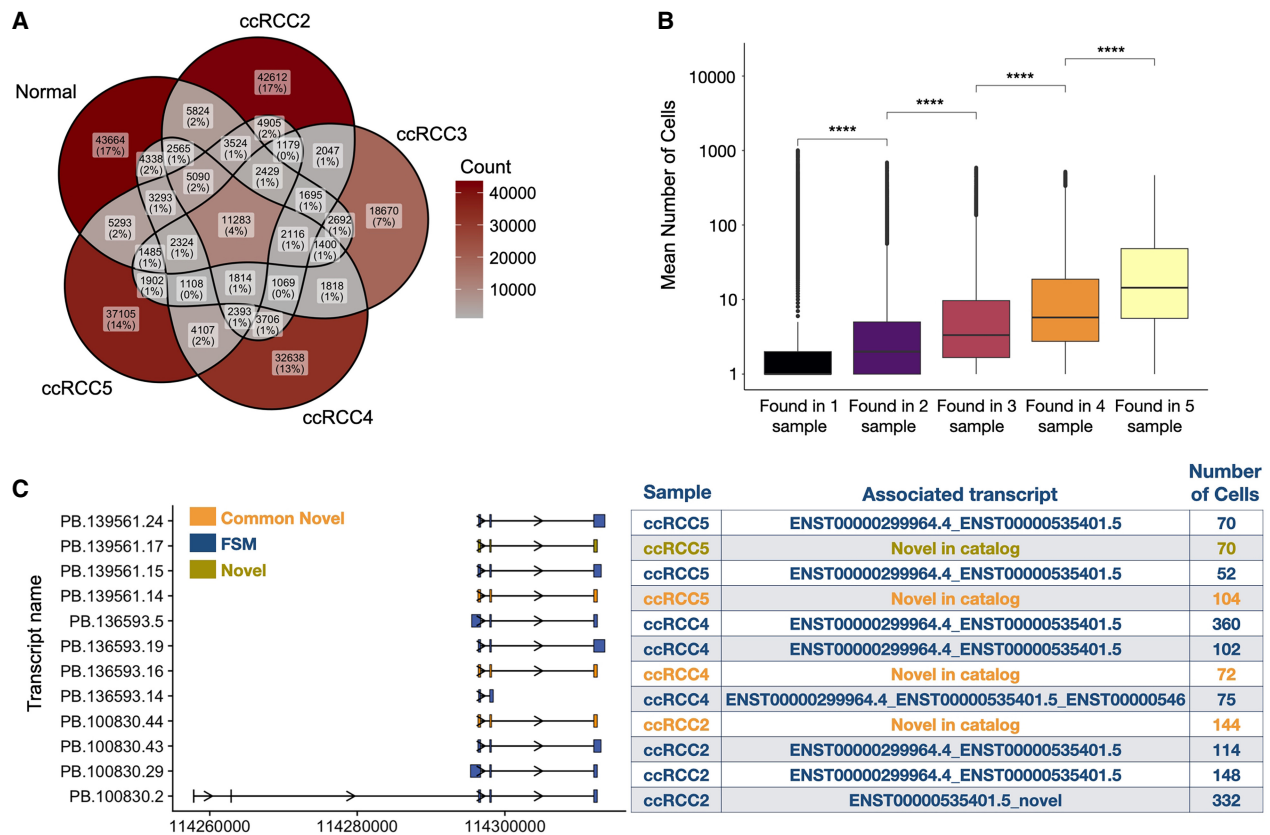 A
ccRCC2
Normal
ccRCC3
ccRCC5
ccRCC4
42612
(17%)
5824
(2%)
4905
(2%)
43664
(17%)
2565
(1%)
3524
(1%)
1179
(0%)
2047
(1%)
4338
(2%)
5090
(2%)
2429
(1%)
3293
(1%)
1695
(1%)
18670
(7%)
5293
(2%)
11283
(4%)
2692
(1%)
2324
(1%)
2116
(1%)
1400
(1%)
1485
(1%)
1902
(1%)
1108
(0%)
1814
(1%)
1069
(0%)
1818
(1%)
37105
(14%)
4107
(2%)
2393
(1%)
3706
(1%)
32638
(13%)
Count
40000
30000
20000
10000
B
Mean Number of Cells
10000
1000
100
10
1
****
****
****
****
Found in 1
sample
Found in 2
sample
Found in 3
sample
Found in 4
sample
Found in 5
sample
C
Transcript name
Common Novel
FSM
Novel
PB.139561.24
PB.139561.17
PB.139561.15
PB.139561.14
PB.136593.5
PB.136593.19
PB.136593.16
PB.136593.14
PB.100830.44
PB.100830.43
PB.100830.29
PB.100830.2
114260000 114280000 114300000
Sample Associated transcript Number of Cells
ccRCC5 ENST00000299964.4_ENST00000535401.5 70
ccRCC5 Novel in catalog 70
ccRCC5 ENST00000299964.4_ENST00000535401.5 52
ccRCC5 Novel in catalog 104
ccRCC4 ENST00000299964.4_ENST00000535401.5 360
ccRCC4 ENST00000299964.4_ENST00000535401.5 102
ccRCC4 Novel in catalog 72
ccRCC4 ENST00000299964.4_ENST00000535401.5_ENST00000546 75
ccRCC2 Novel in catalog 144
ccRCC2 ENST00000299964.4_ENST00000535401.5 114
ccRCC2 ENST00000299964.4_ENST00000535401.5 148
ccRCC2 ENST00000535401.5_novel 332